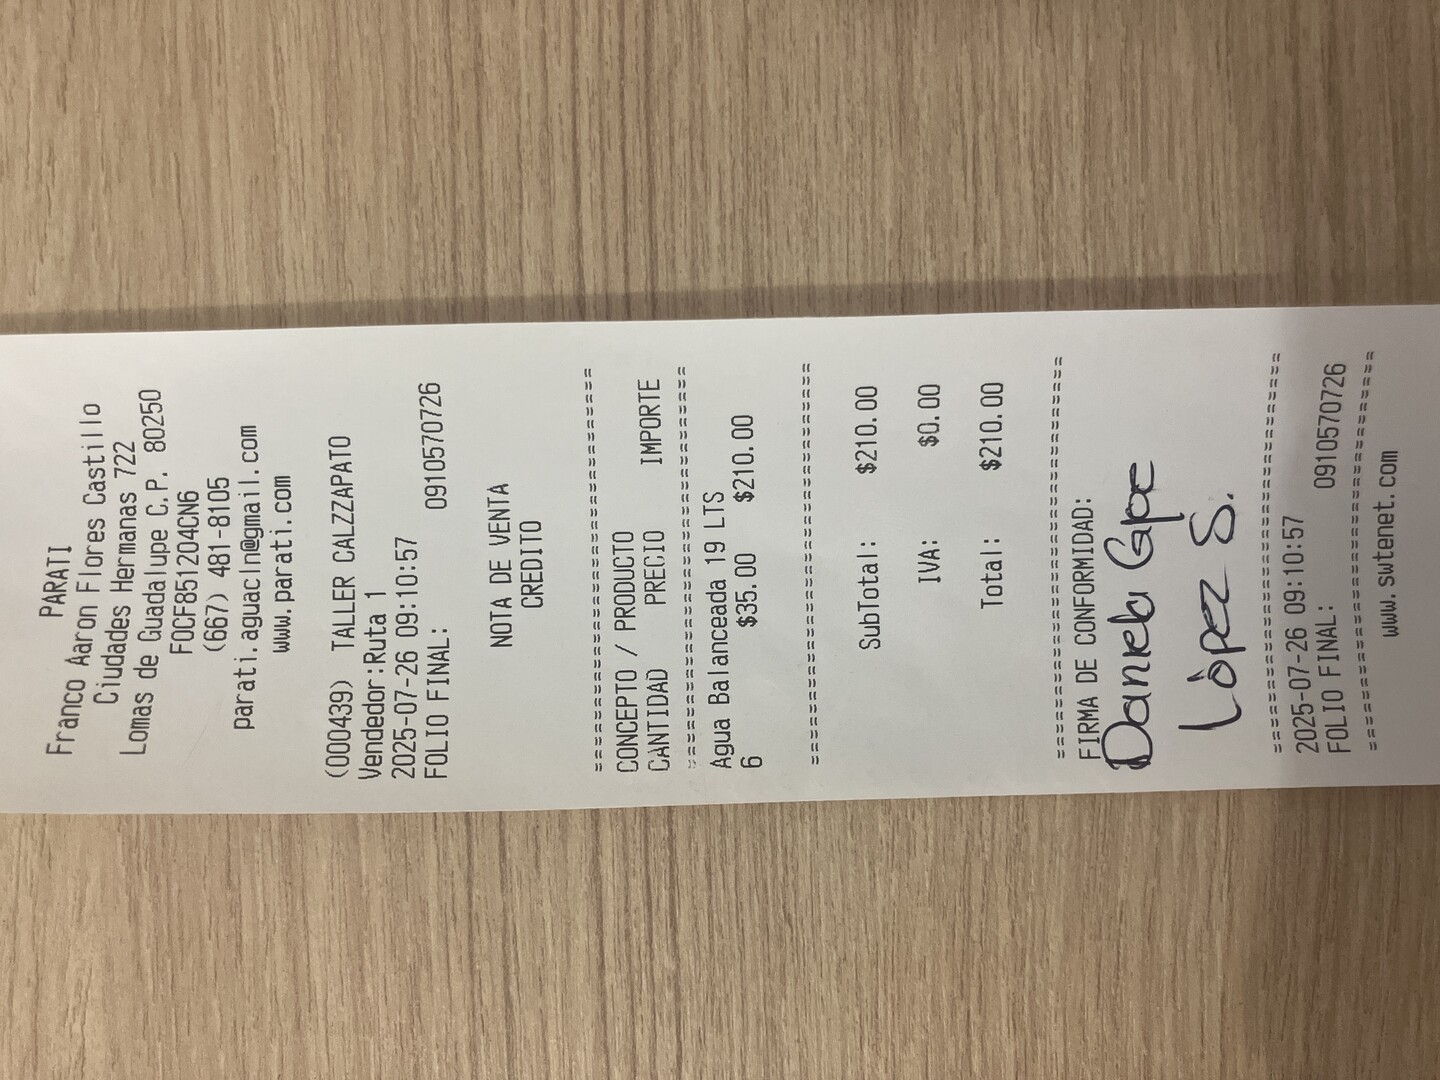 PARATI
Franco Aaron Flores Castillo
Ciudades Hermanas 722
Lomas de Guadalupe C.P. 80250
FOCF851204CN6
(667) 481-8105
parati.aguacln@gmail.com
www.parati.com
(000439) TALLER CALZZAPATO
Vendedor:Ruta 1
2025-07-26 09:10:57
FOLIO FINAL: 0910570726
NOTA DE VENTA
CREDITO
========================================
CONCEPTO / PRODUCTO
CANTIDAD PRECIO IMPORTE
========================================
Agua Balanceada 19 LTS
6 $35.00 $210.00
========================================
SubTotal: $210.00
IVA: $0.00
Total: $210.00
========================================
FIRMA DE CONFORMIDAD:
Daniela Gpe
López S.
========================================
2025-07-26 09:10:57
FOLIO FINAL: 0910570726
========================================
www.swtenet.com